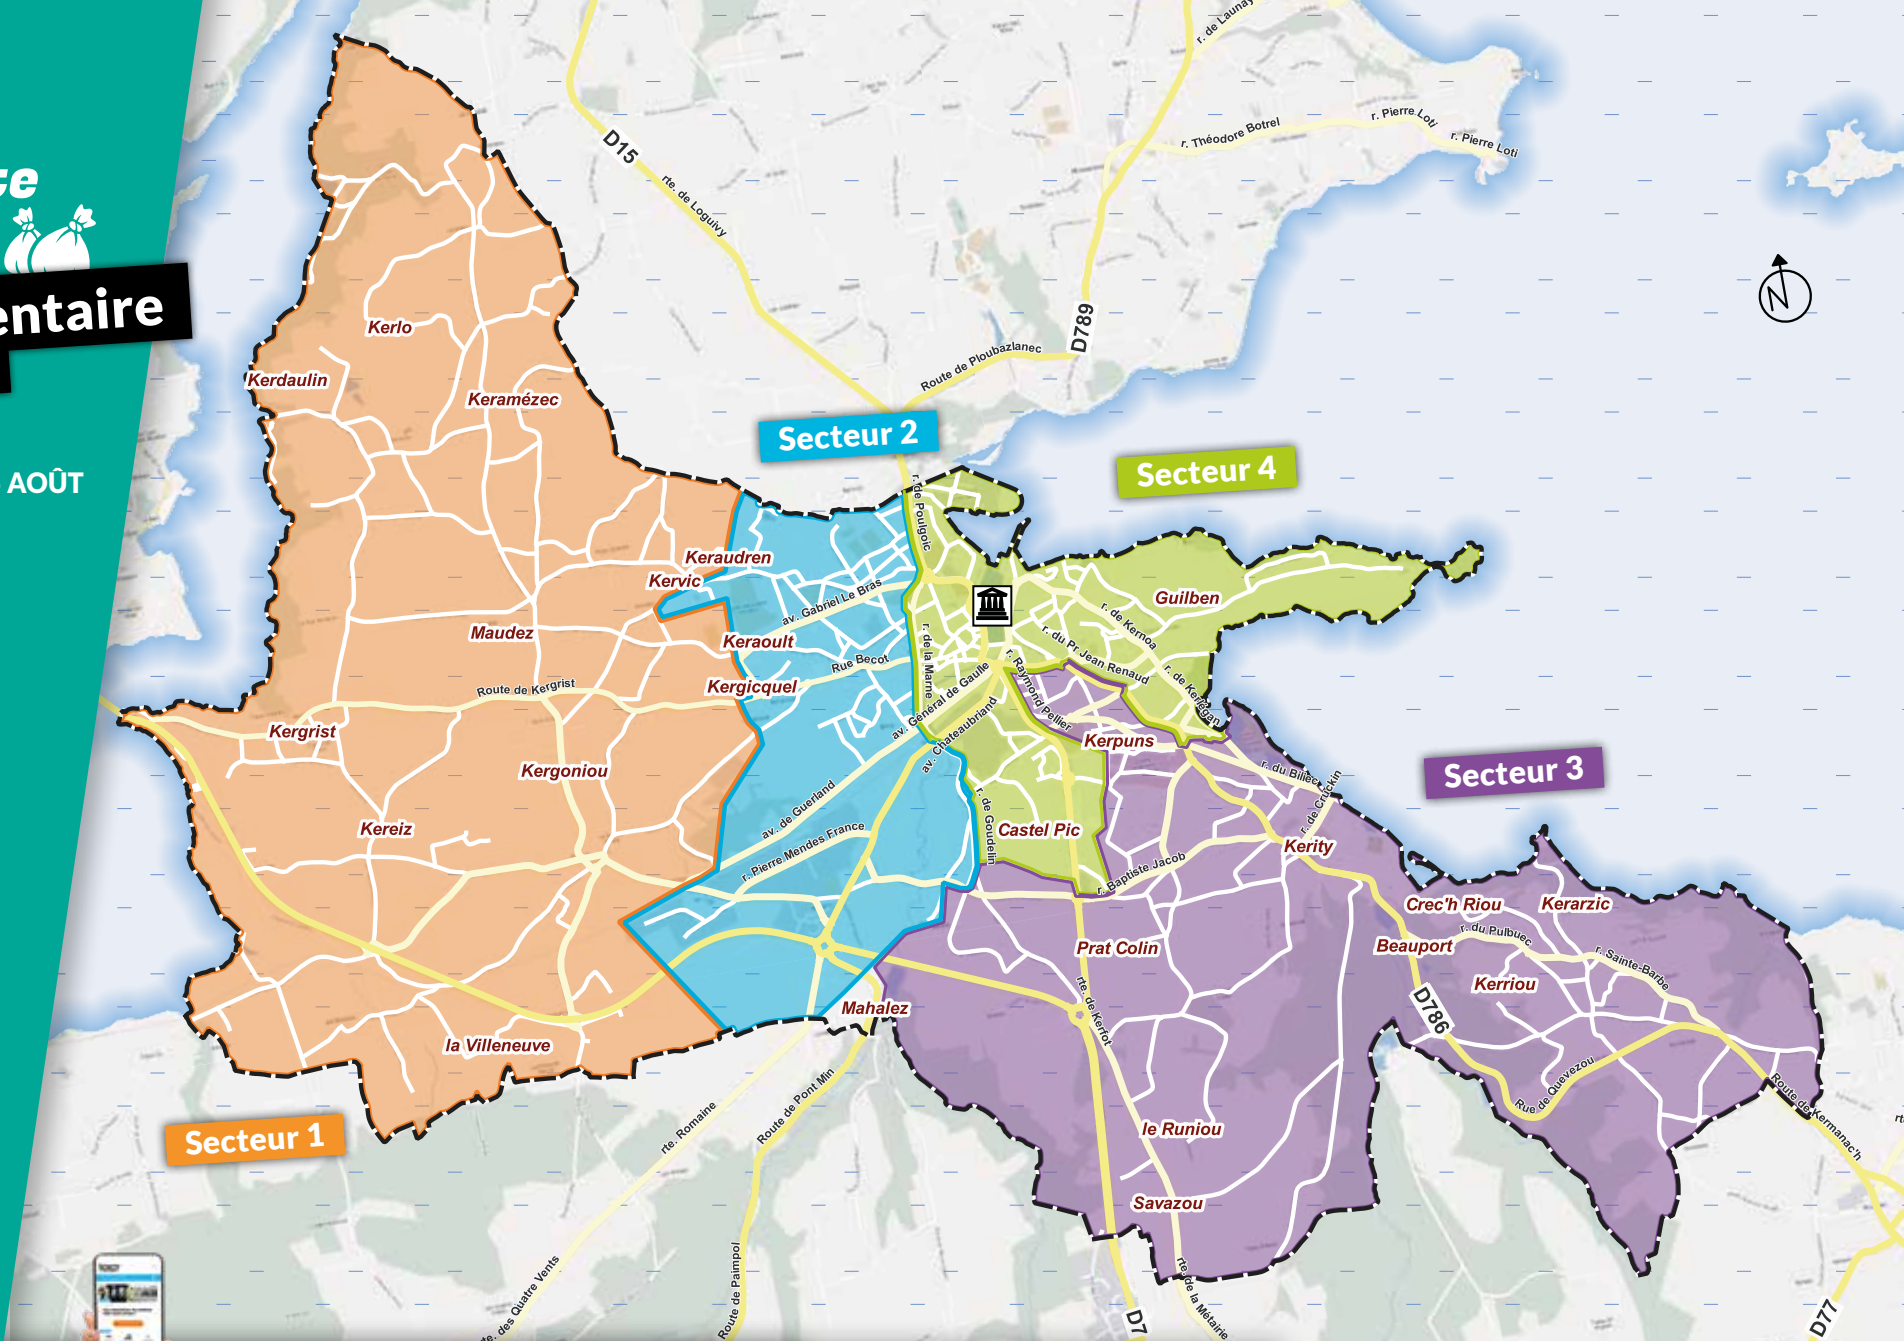 te
entaire
AOÛT
r. de Launay
r. Théodore Botrel
r. Pierre Loti
r. Pierre Loti
D15
rte. de Loguivy
D789
Route de Ploubazlanec
N
Kerlo
Kerdaulin
Keramézec
Secteur 2
Secteur 4
r. de Poulgoic
Keraudren
Kervic
av. Gabriel Le Bras
Guilben
r. de Kernoa
r. du Pr Jean Renaud
Maudez
Keraoult
Rue Becot
r. de la Marne
r. Raymond Pellier
Kergicquel
Route de Kergrist
av. Général de Gaulle
av. Chateaubriand
Kergrist
Kerpuns
Kergoniou
r. du Biliec
r. de Cruckin
Secteur 3
av. de Guerland
r. de Goudelin
Kereiz
r. Pierre Mendes France
Castel Pic
Kerity
r. Baptiste Jacob
Crec'h Riou
Kerarzic
Prat Colin
Beauport
r. du Pulbuec
r. Sainte-Barbe
Kerriou
Mahalez
rte. de Kerfot
D786
la Villeneuve
Rue de Quevezou
Route de Kermanac'h
Secteur 1
rte. Romaine
Route de Pont Min
le Runiou
Savazou
rte. de la Métairie
Route de Paimpol
rte. des Quatre Vents
D7
D77